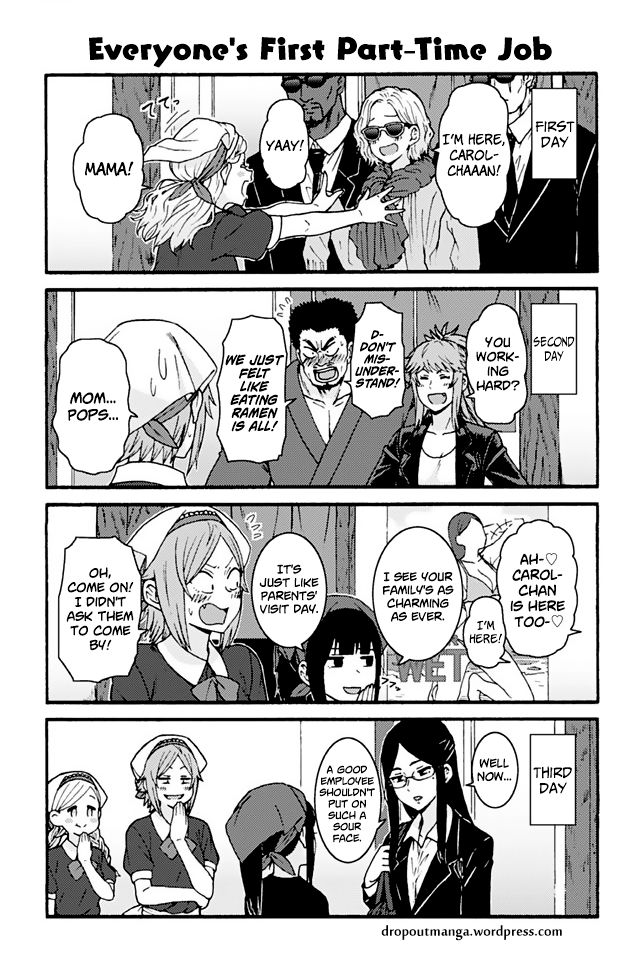 Everyone's First Part-Time Job
FIRST
DAY
I'M HERE,
CAROL-
CHAAAN!
YAAY!
MAMA!
SECOND
DAY
YOU
WORK-
ING
HARD?
D-
DON'T
MIS-
UNDER-
STAND!
WE JUST
FELT
LIKE
EATING
RAMEN
IS ALL!
MOM...
POPS...
AH-♡
CAROL-
CHAN
IS HERE
TOO-♡
I'M
HERE!
I SEE YOUR
FAMILY'S AS
CHARMING
AS EVER.
IT'S
JUST LIKE
PARENTS'
VISIT DAY.
OH,
COME ON!
I DIDN'T
ASK THEM
TO COME
BY!
WET
THIRD
DAY
WELL
NOW...
A GOOD
EMPLOYEE
SHOULDN'T
PUT ON
SUCH A
SOUR
FACE.
dropoutmanga.wordpress.com